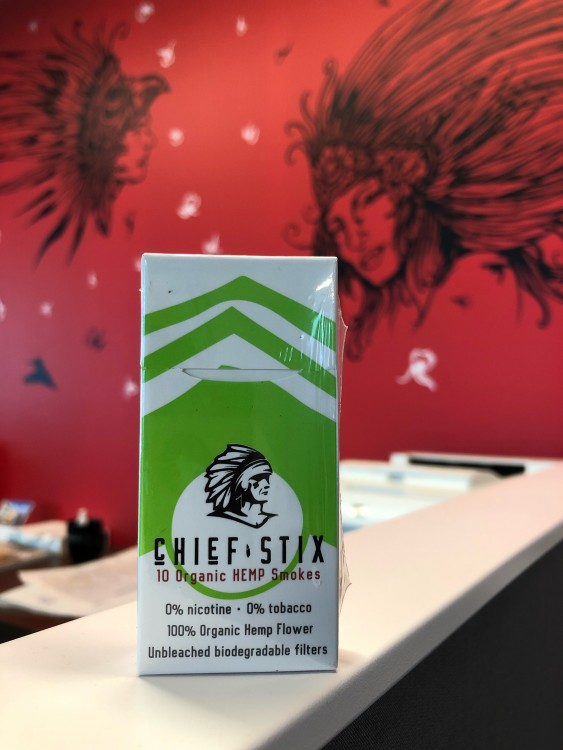 CHIEF STIX
10 Organic HEMP Smokes
0% nicotine • 0% tobacco
100% Organic Hemp Flower
Unbleached biodegradable filters